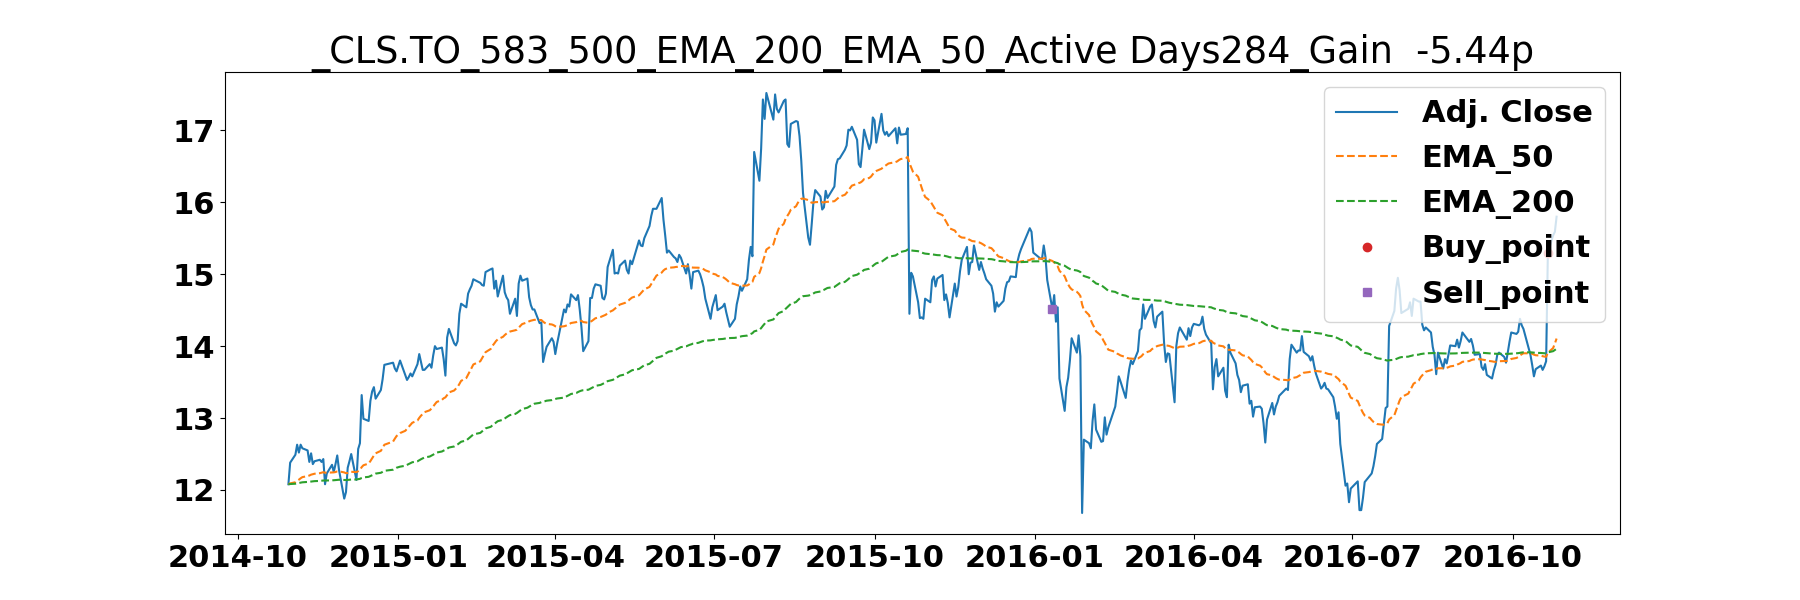 _CLS.TO_583_500_EMA_200_EMA_50_Active Days284_Gain  -5.44p
Adj. Close
EMA_50
EMA_200
Buy_point
Sell_point
17
16
15
14
13
12
2014-10 2015-01 2015-04 2015-07 2015-10 2016-01 2016-04 2016-07 2016-10